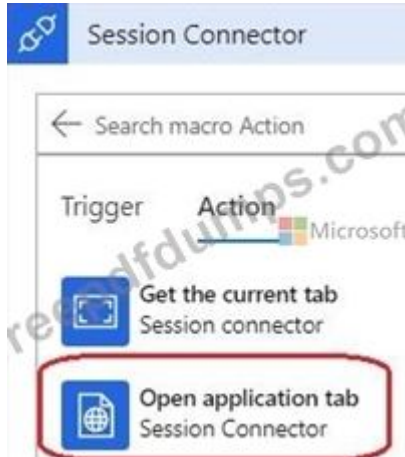 Session Connector
← Search macro Action
Trigger Action
Microsoft
Get the current tab
Session connector
Open application tab
Session Connector